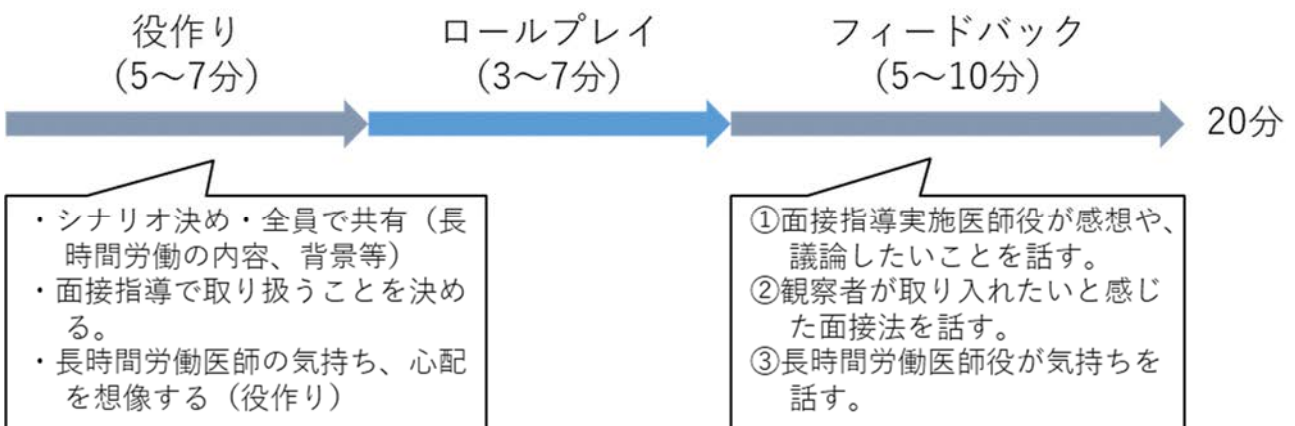 役作り
（5～7分）
ロールプレイ
（3～7分）
フィードバック
（5～10分）
20分
・シナリオ決め・全員で共有（長
時間労働の内容、背景等）
・面接指導で取り扱うことを決め
る。
・長時間労働医師の気持ち、心配
を想像する（役作り）
①面接指導実施医師役が感想や、
議論したいことを話す。
②観察者が取り入れたいと感じ
た面接法を話す。
③長時間労働医師役が気持ちを
話す。